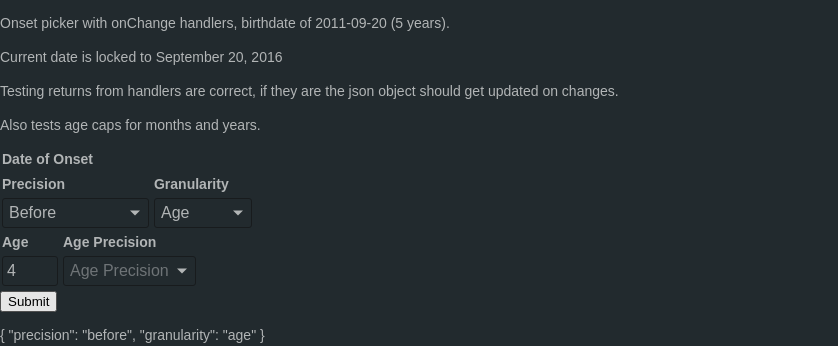 Onset picker with onChange handlers, birthdate of 2011-09-20 (5 years).
Current date is locked to September 20, 2016
Testing returns from handlers are correct, if they are the json object should get updated on changes.
Also tests age caps for months and years.
Date of Onset
Precision Granularity
Before Age
Age Age Precision
4 Age Precision
Submit
{ "precision": "before", "granularity": "age" }